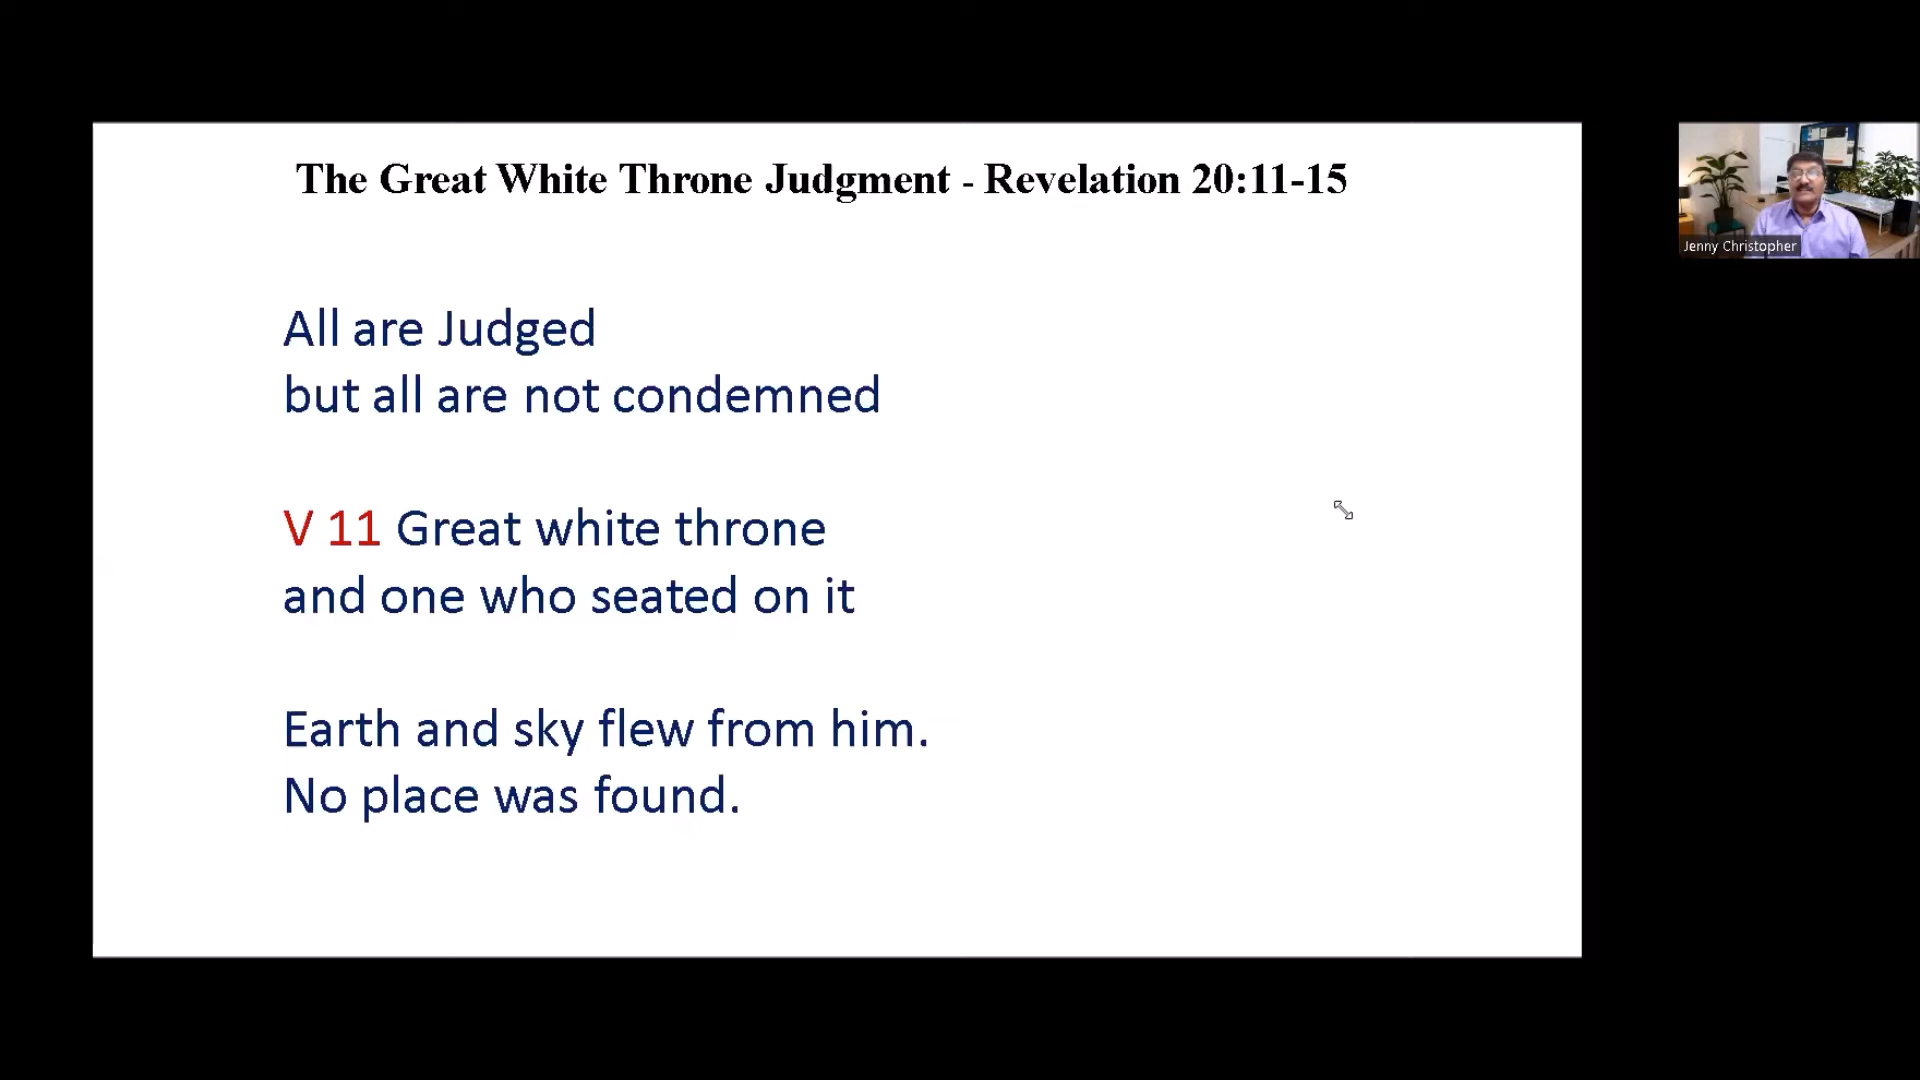 The Great White Throne Judgment - Revelation 20:11-15
All are Judged
but all are not condemned
V 11 Great white throne
and one who seated on it
Earth and sky flew from him.
No place was found.
Jenny Christopher